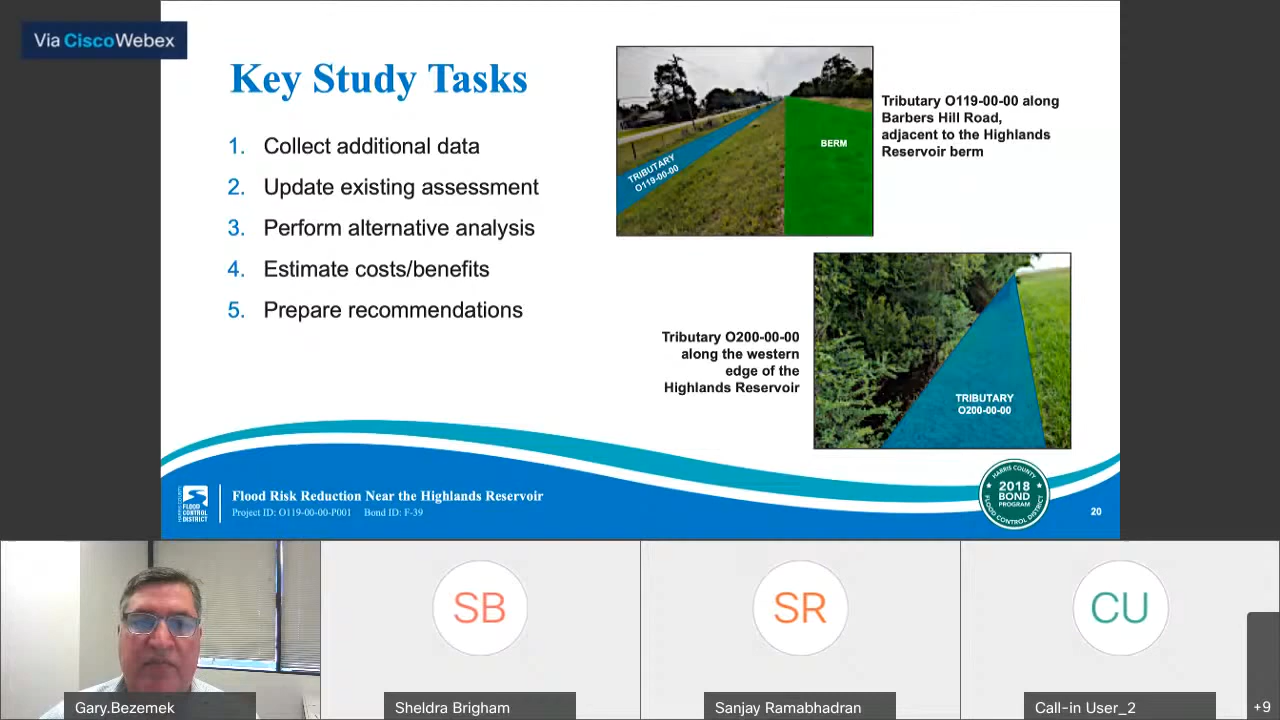 Via CiscoWebex
Key Study Tasks
1. Collect additional data
2. Update existing assessment
3. Perform alternative analysis
4. Estimate costs/benefits
5. Prepare recommendations
BERM
TRIBUTARY
O119-00-00
Tributary O119-00-00 along
Barbers Hill Road,
adjacent to the Highlands
Reservoir berm
Tributary O200-00-00
along the western
edge of the
Highlands Reservoir
TRIBUTARY
O200-00-00
HARRIS COUNTY
FLOOD
CONTROL
DISTRICT
Flood Risk Reduction Near the Highlands Reservoir
Project ID: O119-00-00-P001 Bond ID: F-39
HARRIS COUNTY
2018
BOND
PROGRAM
FLOOD CONTROL DISTRICT
20
SB
SR
CU
Gary.Bezemek
Sheldra Brigham
Sanjay Ramabhadran
Call-in User_2
+9